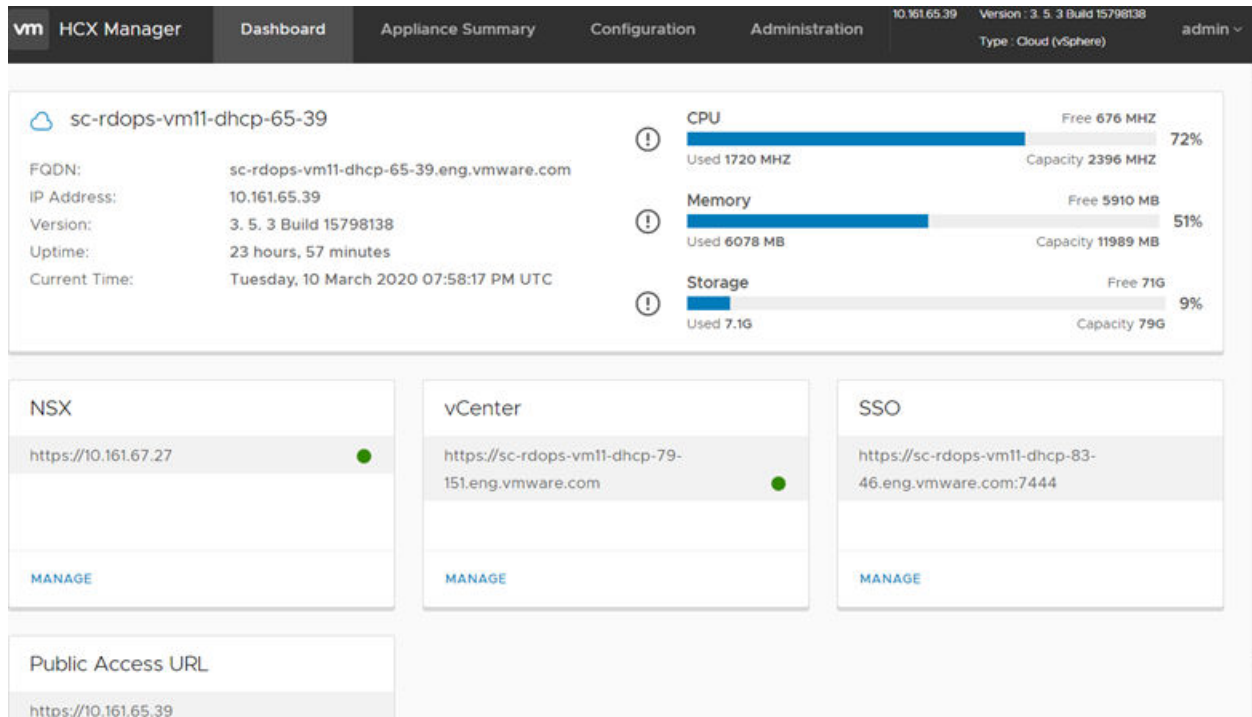 vm HCX Manager Dashboard Appliance Summary Configuration Administration 10.161.65.39 Version : 3. 5. 3 Build 15798138 admin
Type : Cloud (vSphere)
sc-rdops-vm11-dhcp-65-39
FQDN: sc-rdops-vm11-dhcp-65-39.eng.vmware.com
IP Address: 10.161.65.39
Version: 3. 5. 3 Build 15798138
Uptime: 23 hours, 57 minutes
Current Time: Tuesday, 10 March 2020 07:58:17 PM UTC
CPU Free 676 MHZ
72%
Used 1720 MHZ Capacity 2396 MHZ
Memory Free 5910 MB
51%
Used 6078 MB Capacity 11989 MB
Storage Free 71G
9%
Used 7.1G Capacity 79G
NSX
https://10.161.67.27
MANAGE
vCenter
https://sc-rdops-vm11-dhcp-79-
151.eng.vmware.com
MANAGE
SSO
https://sc-rdops-vm11-dhcp-83-
46.eng.vmware.com:7444
MANAGE
Public Access URL
https://10.161.65.39